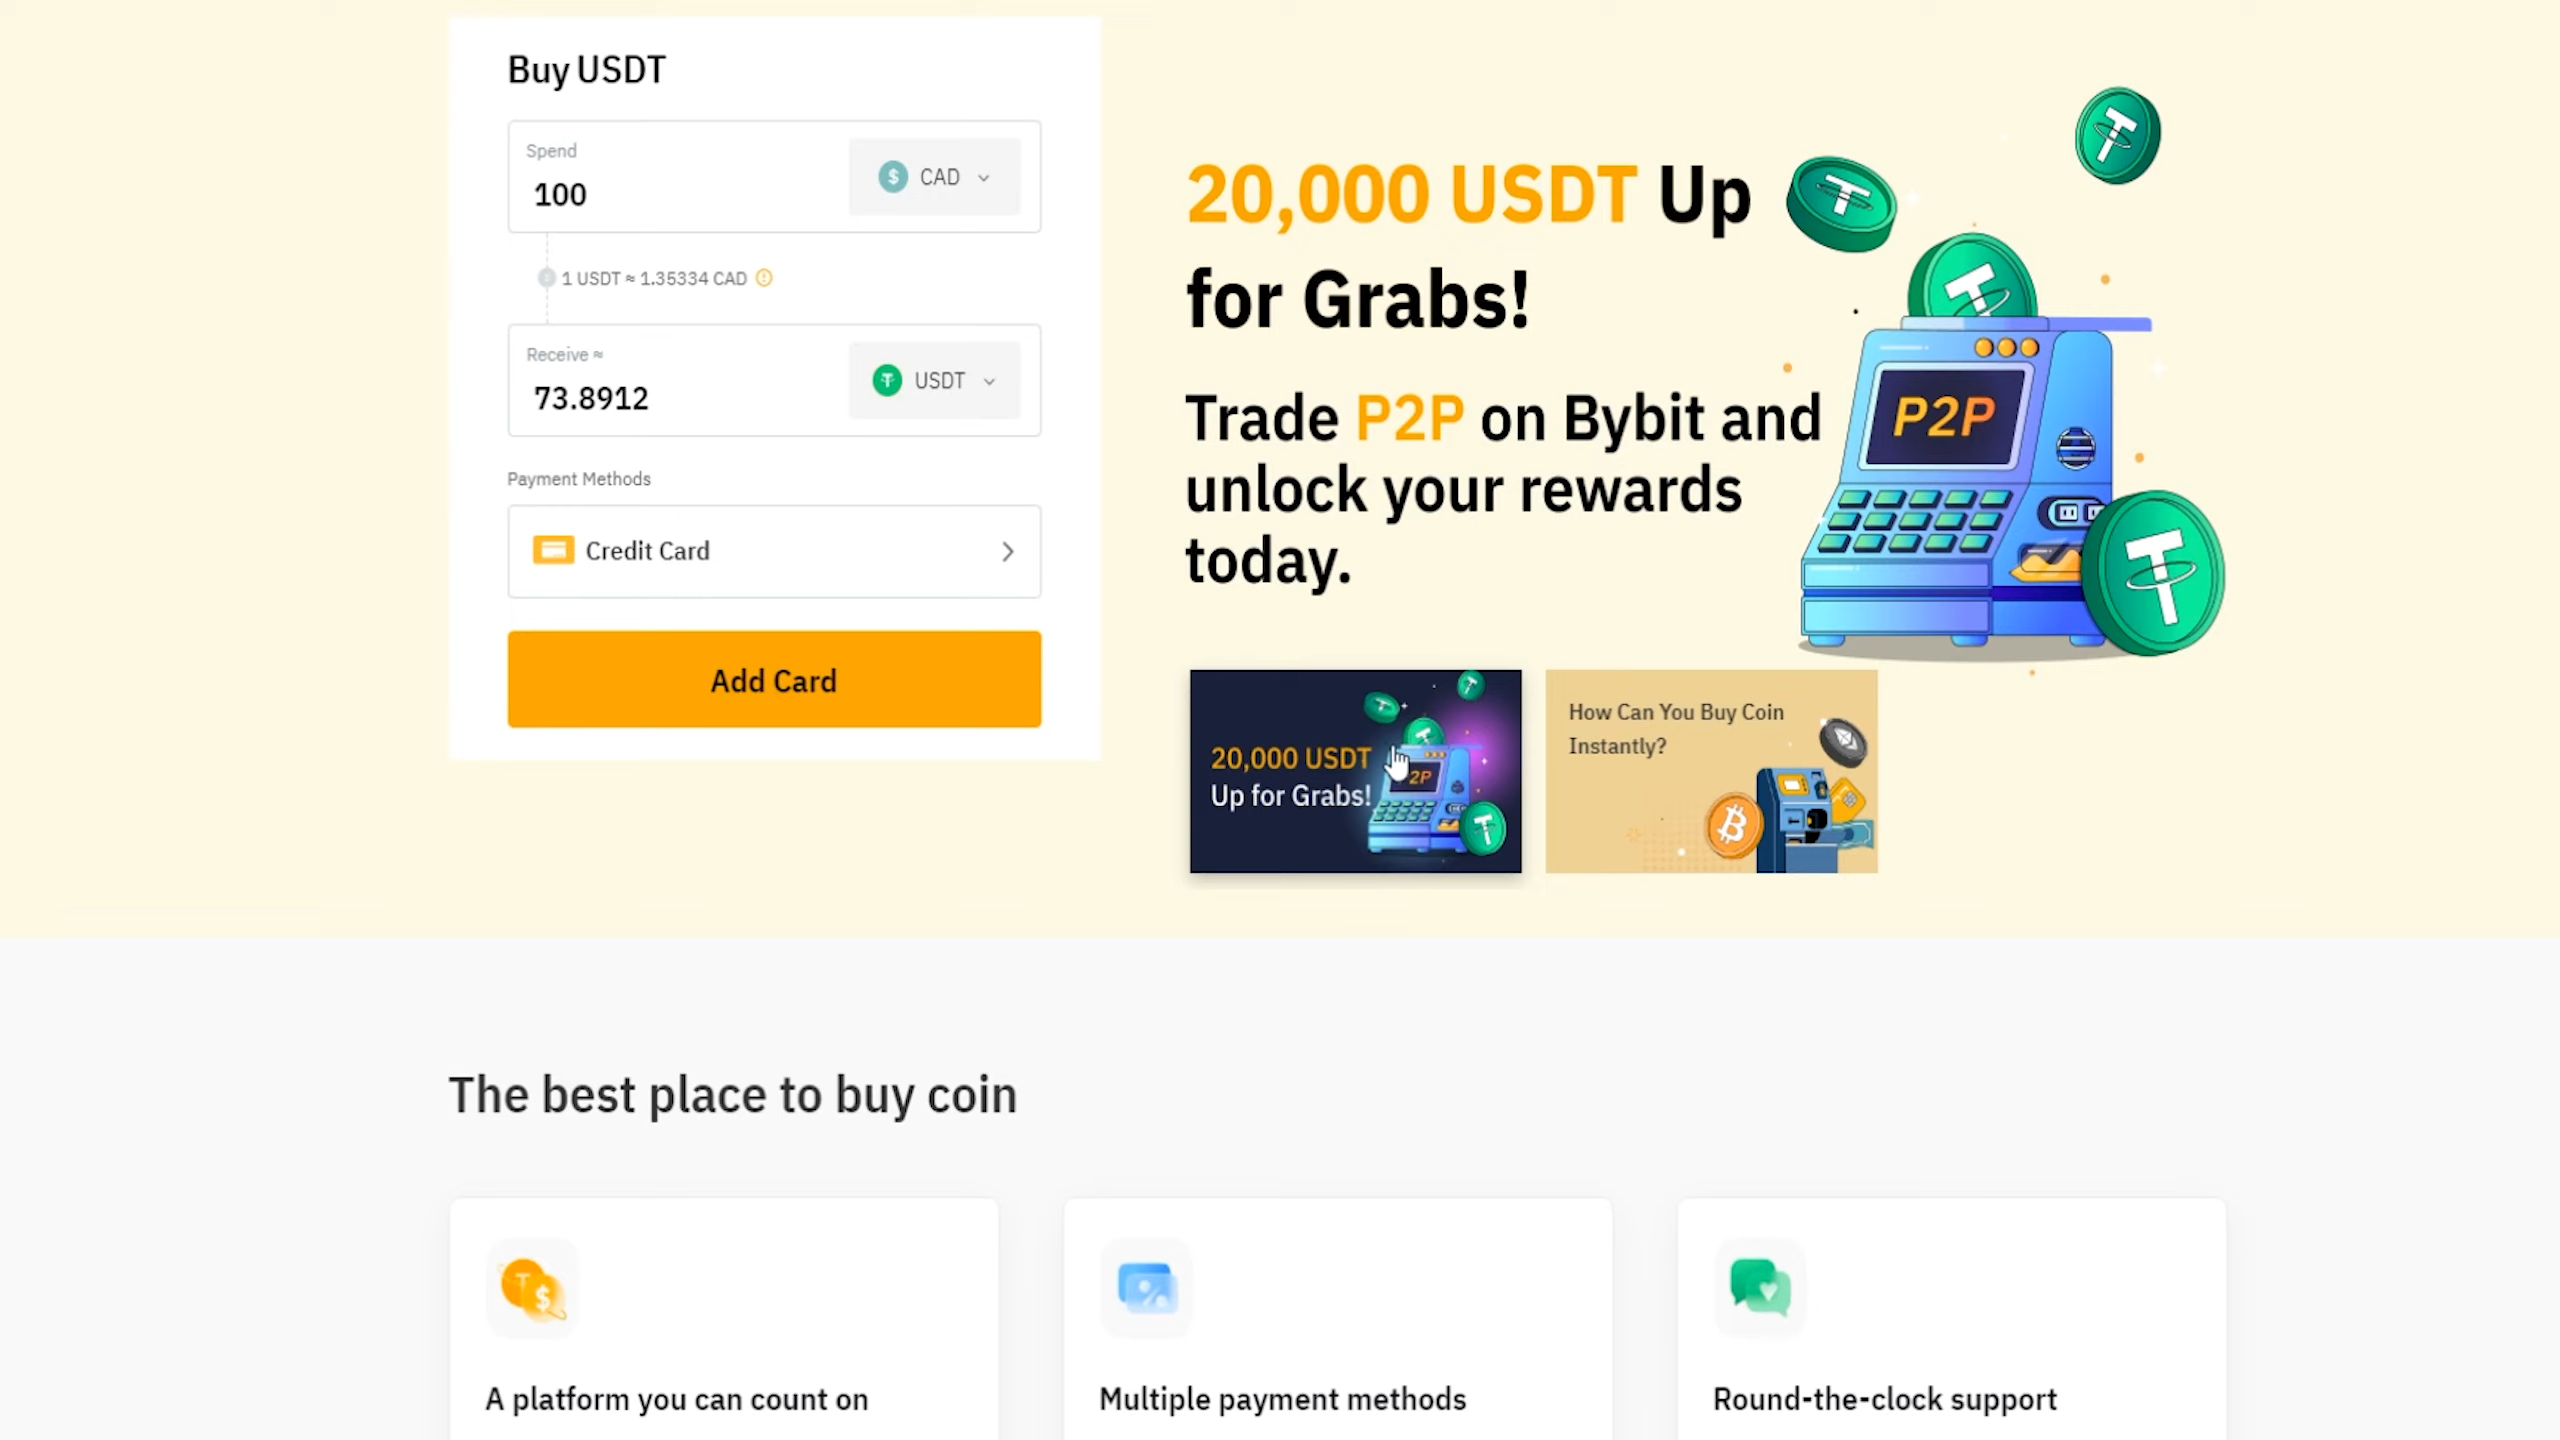 Buy USDT
Spend
100
CAD
1 USDT ≈ 1.35334 CAD
Receive ≈
73.8912
USDT
Payment Methods
Credit Card
Add Card
20,000 USDT Up
for Grabs!
Trade P2P on Bybit and
unlock your rewards
today.
P2P
20,000 USDT
Up for Grabs!
2P
How Can You Buy Coin
Instantly?
The best place to buy coin
A platform you can count on
Multiple payment methods
Round-the-clock support